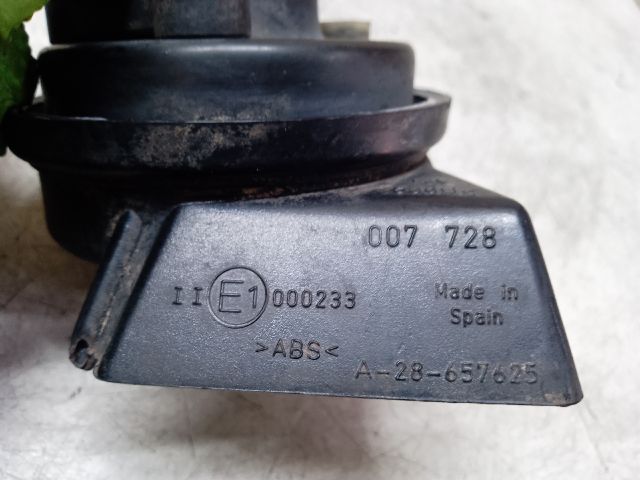 007 728
II E1 000233
Made in
Spain
>ABS<
A-28-657625